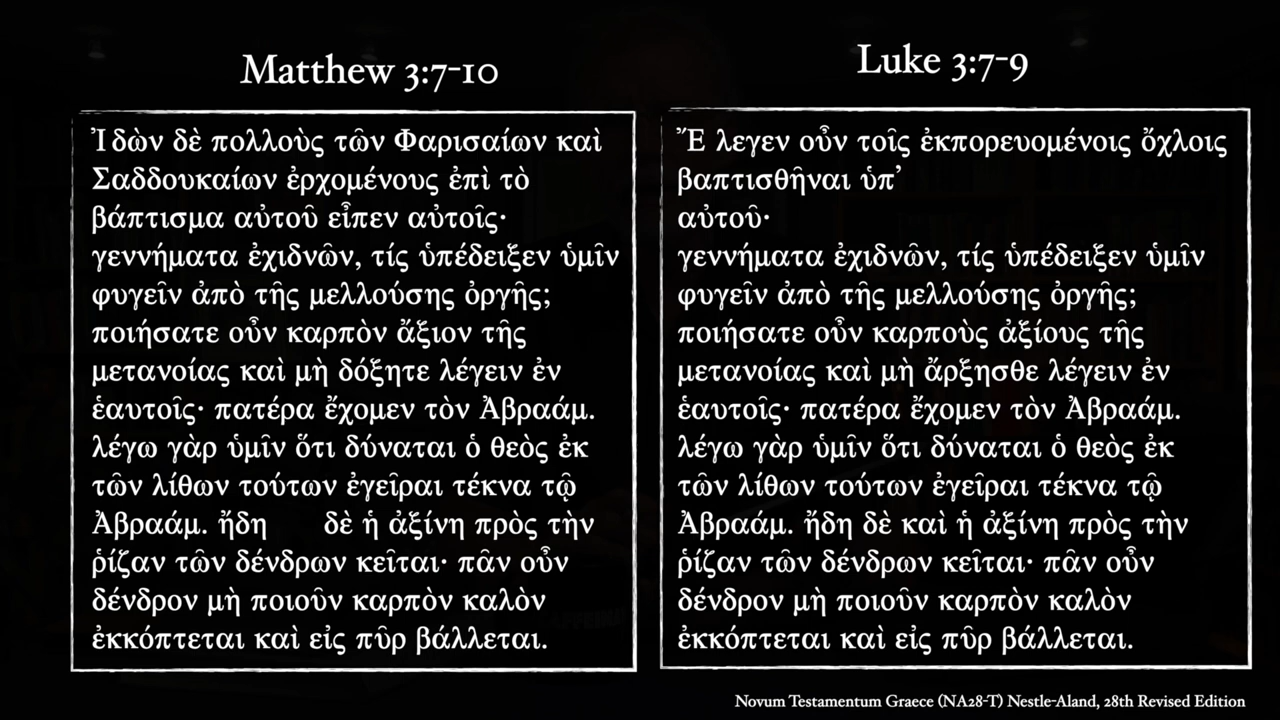 Matthew 3:7-10
Ἰδὼν δὲ πολλοὺς τῶν Φαρισαίων καὶ
Σαδδουκαίων ἐρχομένους ἐπὶ τὸ
βάπτισμα αὐτοῦ εἶπεν αὐτοῖς·
γεννήματα ἐχιδνῶν, τίς ὑπέδειξεν ὑμῖν
φυγεῖν ἀπὸ τῆς μελλούσης ὀργῆς;
ποιήσατε οὖν καρπὸν ἄξιον τῆς
μετανοίας καὶ μὴ δόξητε λέγειν ἐν
ἑαυτοῖς· πατέρα ἔχομεν τὸν Ἀβραάμ.
λέγω γὰρ ὑμῖν ὅτι δύναται ὁ θεὸς ἐκ
τῶν λίθων τούτων ἐγεῖραι τέκνα τῷ
Ἀβραάμ. ἤδη δὲ ἡ ἀξίνη πρὸς τὴν
ῥίζαν τῶν δένδρων κεῖται· πᾶν οὖν
δένδρον μὴ ποιοῦν καρπὸν καλὸν
ἐκκόπτεται καὶ εἰς πῦρ βάλλεται.
Luke 3:7-9
Ἔ λεγεν οὖν τοῖς ἐκπορευομένοις ὄχλοις
βαπτισθῆναι ὑπ’
αὐτοῦ·
γεννήματα ἐχιδνῶν, τίς ὑπέδειξεν ὑμῖν
φυγεῖν ἀπὸ τῆς μελλούσης ὀργῆς;
ποιήσατε οὖν καρποὺς ἀξίους τῆς
μετανοίας καὶ μὴ ἄρξησθε λέγειν ἐν
ἑαυτοῖς· πατέρα ἔχομεν τὸν Ἀβραάμ.
λέγω γὰρ ὑμῖν ὅτι δύναται ὁ θεὸς ἐκ
τῶν λίθων τούτων ἐγεῖραι τέκνα τῷ
Ἀβραάμ. ἤδη δὲ καὶ ἡ ἀξίνη πρὸς τὴν
ῥίζαν τῶν δένδρων κεῖται· πᾶν οὖν
δένδρον μὴ ποιοῦν καρπὸν καλὸν
ἐκκόπτεται καὶ εἰς πῦρ βάλλεται.
Novum Testamentum Graece (NA28-T) Nestle-Aland, 28th Revised Edition